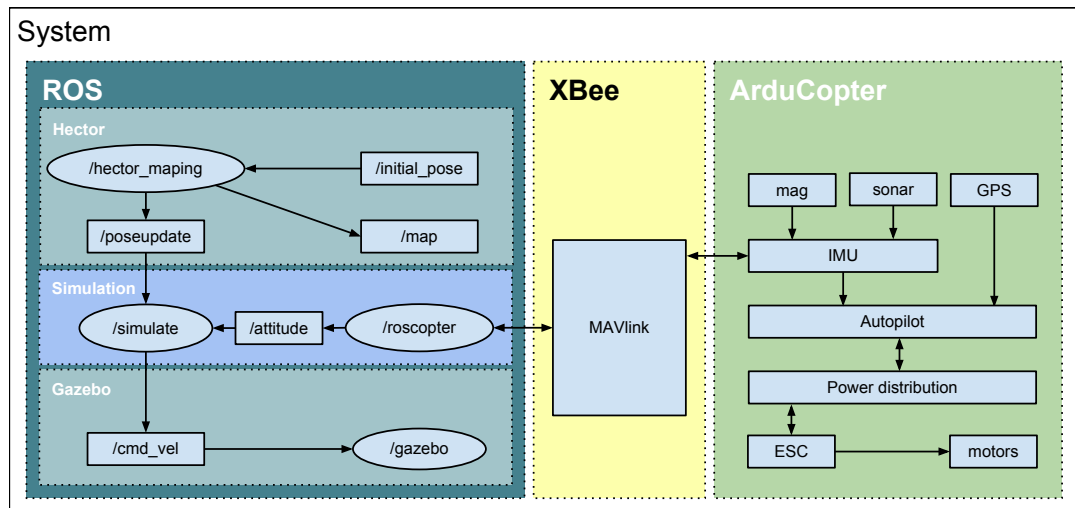 System
ROS
Hector
/hector_maping
/initial_pose
/poseupdate
/map
Simulation
/simulate
/attitude
/roscopter
Gazebo
/cmd_vel
/gazebo
XBee
MAVlink
ArduCopter
mag
sonar
GPS
IMU
Autopilot
Power distribution
ESC
motors